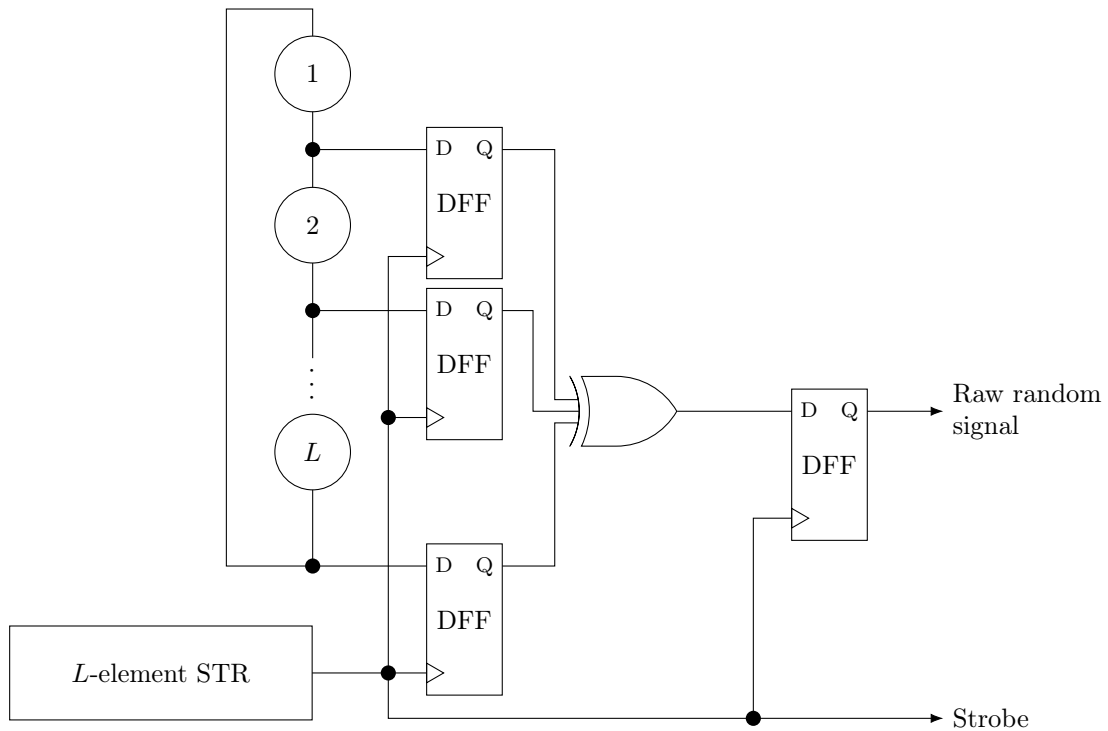 1
D Q
DFF
2
D Q
DFF
L
D Q
DFF
D Q
DFF
Raw random
signal
L-element STR
Strobe